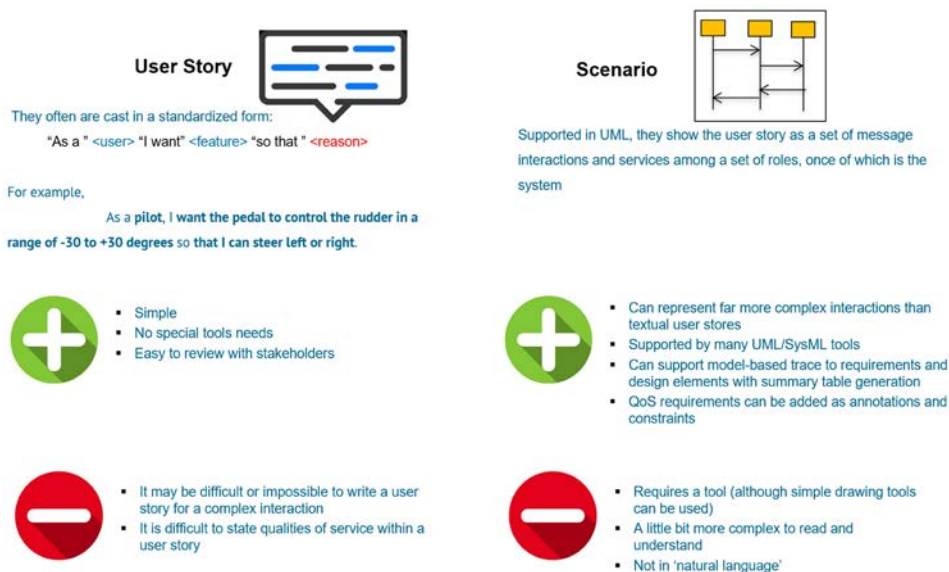 User Story
They often are cast in a standardized form:
“As a ” <user> “I want” <feature> “so that ” <reason>
For example,
As a pilot, I want the pedal to control the rudder in a
range of -30 to +30 degrees so that I can steer left or right.
▪ Simple
▪ No special tools needs
▪ Easy to review with stakeholders
▪ It may be difficult or impossible to write a user
story for a complex interaction
▪ It is difficult to state qualities of service within a
user story
Scenario
Supported in UML, they show the user story as a set of message
interactions and services among a set of roles, once of which is the
system
▪ Can represent far more complex interactions than
textual user stores
▪ Supported by many UML/SysML tools
▪ Can support model-based trace to requirements and
design elements with summary table generation
▪ QoS requirements can be added as annotations and
constraints
▪ Requires a tool (although simple drawing tools
can be used)
▪ A little bit more complex to read and
understand
▪ Not in ‘natural language’